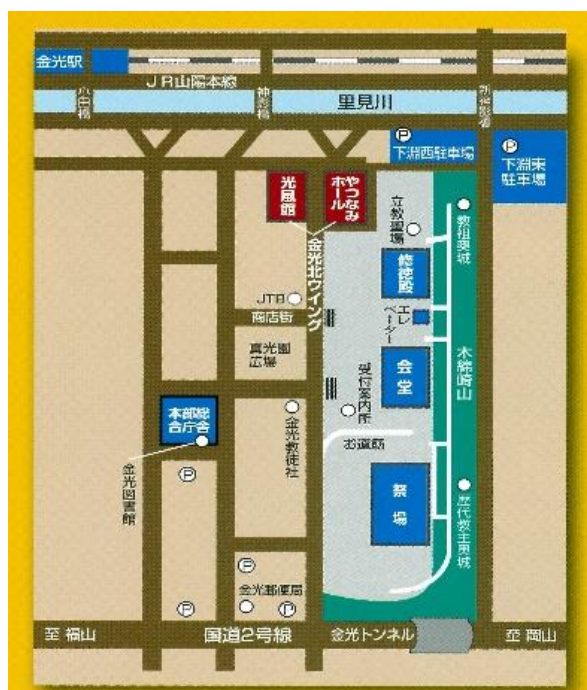 金光駅
JR山陽本線
里見川
Ⓟ
下淵西駐車場
Ⓟ
下淵東
駐車場
光風館
やつなみ
ホール
金光北ウイング
立教聖場
教祖奥城
修徳殿
エレ
ベーター
JTB
商店街
真光園
広場
会堂
木綿崎山
受付案内所
本部総
合庁舎
金光教徒社
お道筋
金光図書館
Ⓟ
祭場
歴代教主奥城
Ⓟ
金光郵便局
Ⓟ
Ⓟ
至 福山
国道2号線
金光トンネル
至 岡山